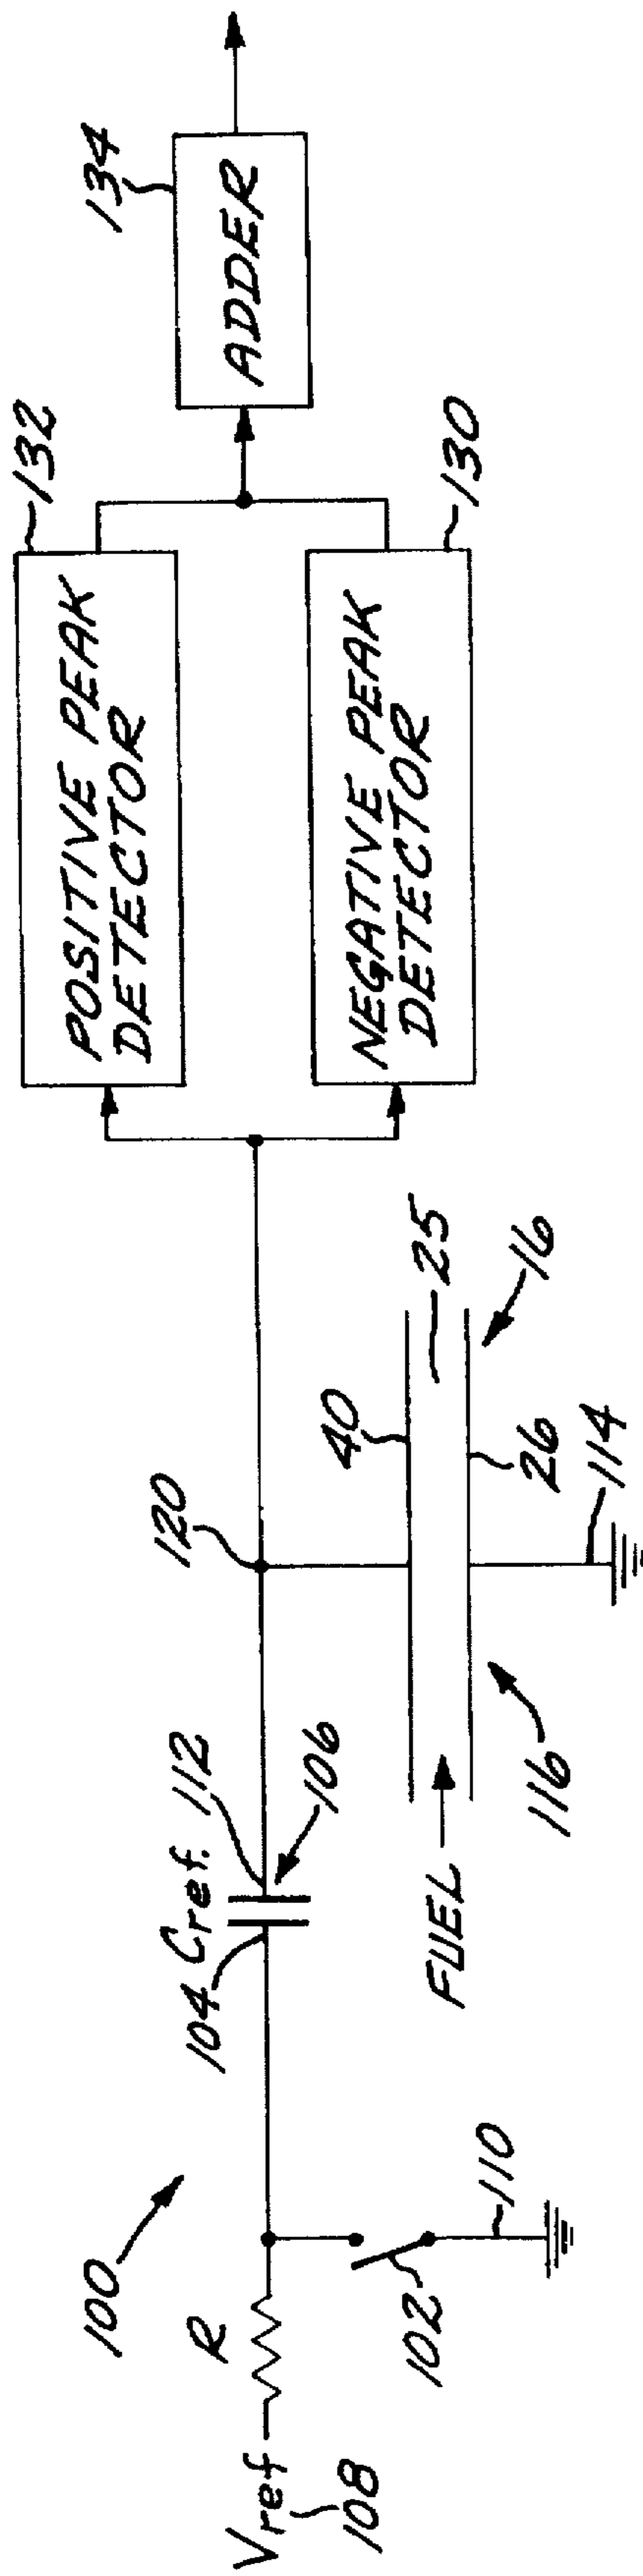 100
Vref
108
R
102
110
104
Cref.
112
106
120
FUEL
116
40
25
26
16
114
POSITIVE PEAK
DETECTOR
132
NEGATIVE PEAK
DETECTOR
130
ADDER
134